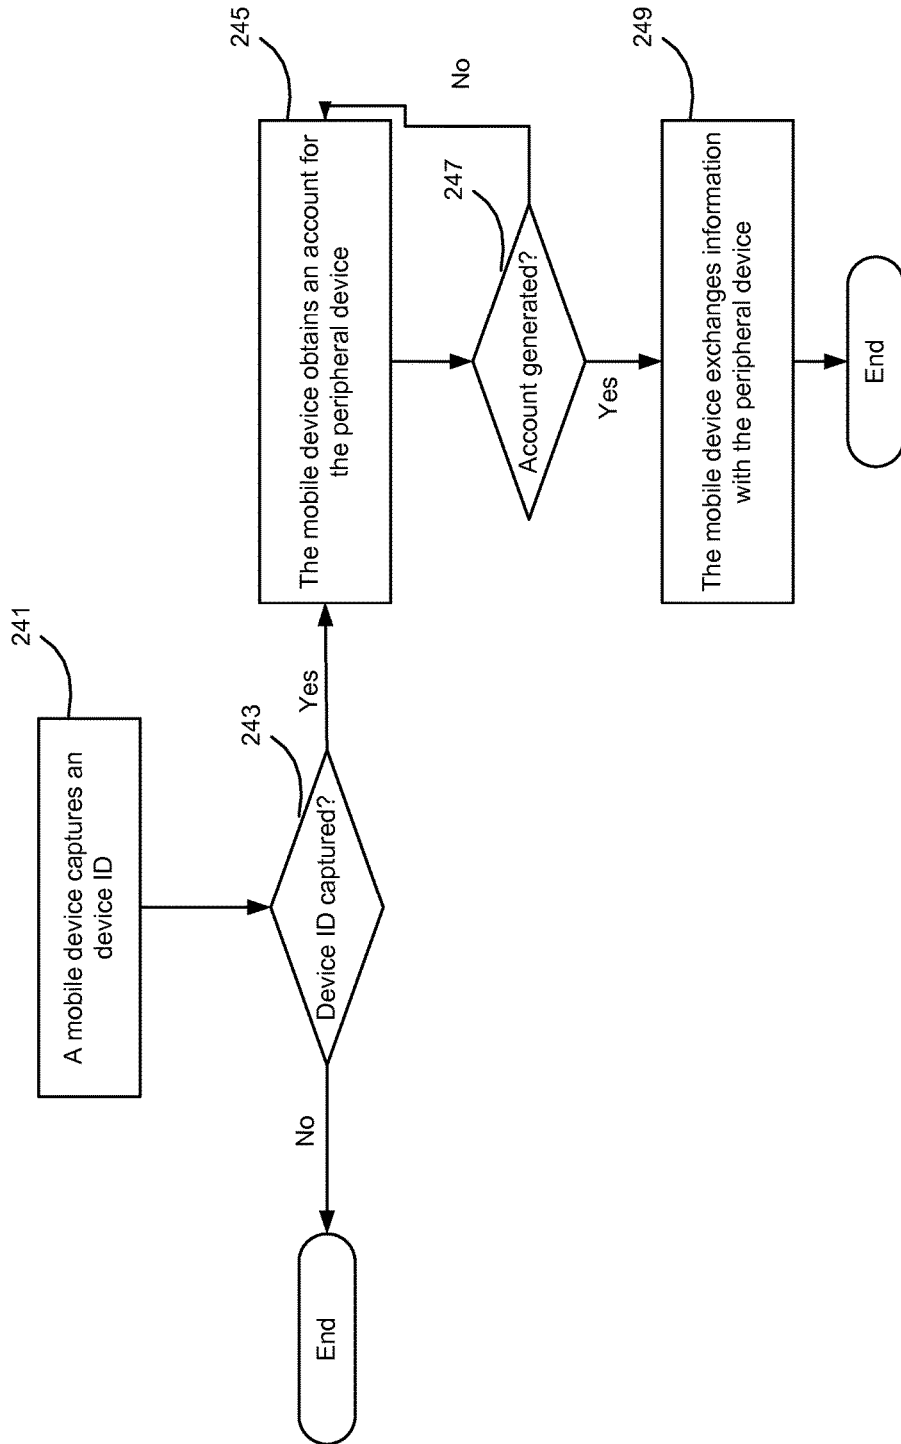 241
A mobile device captures an
device ID
243
Device ID captured?
No
End
Yes
245
The mobile device obtains an account for
the peripheral device
247
Account generated?
No
Yes
249
The mobile device exchanges information
with the peripheral device
End